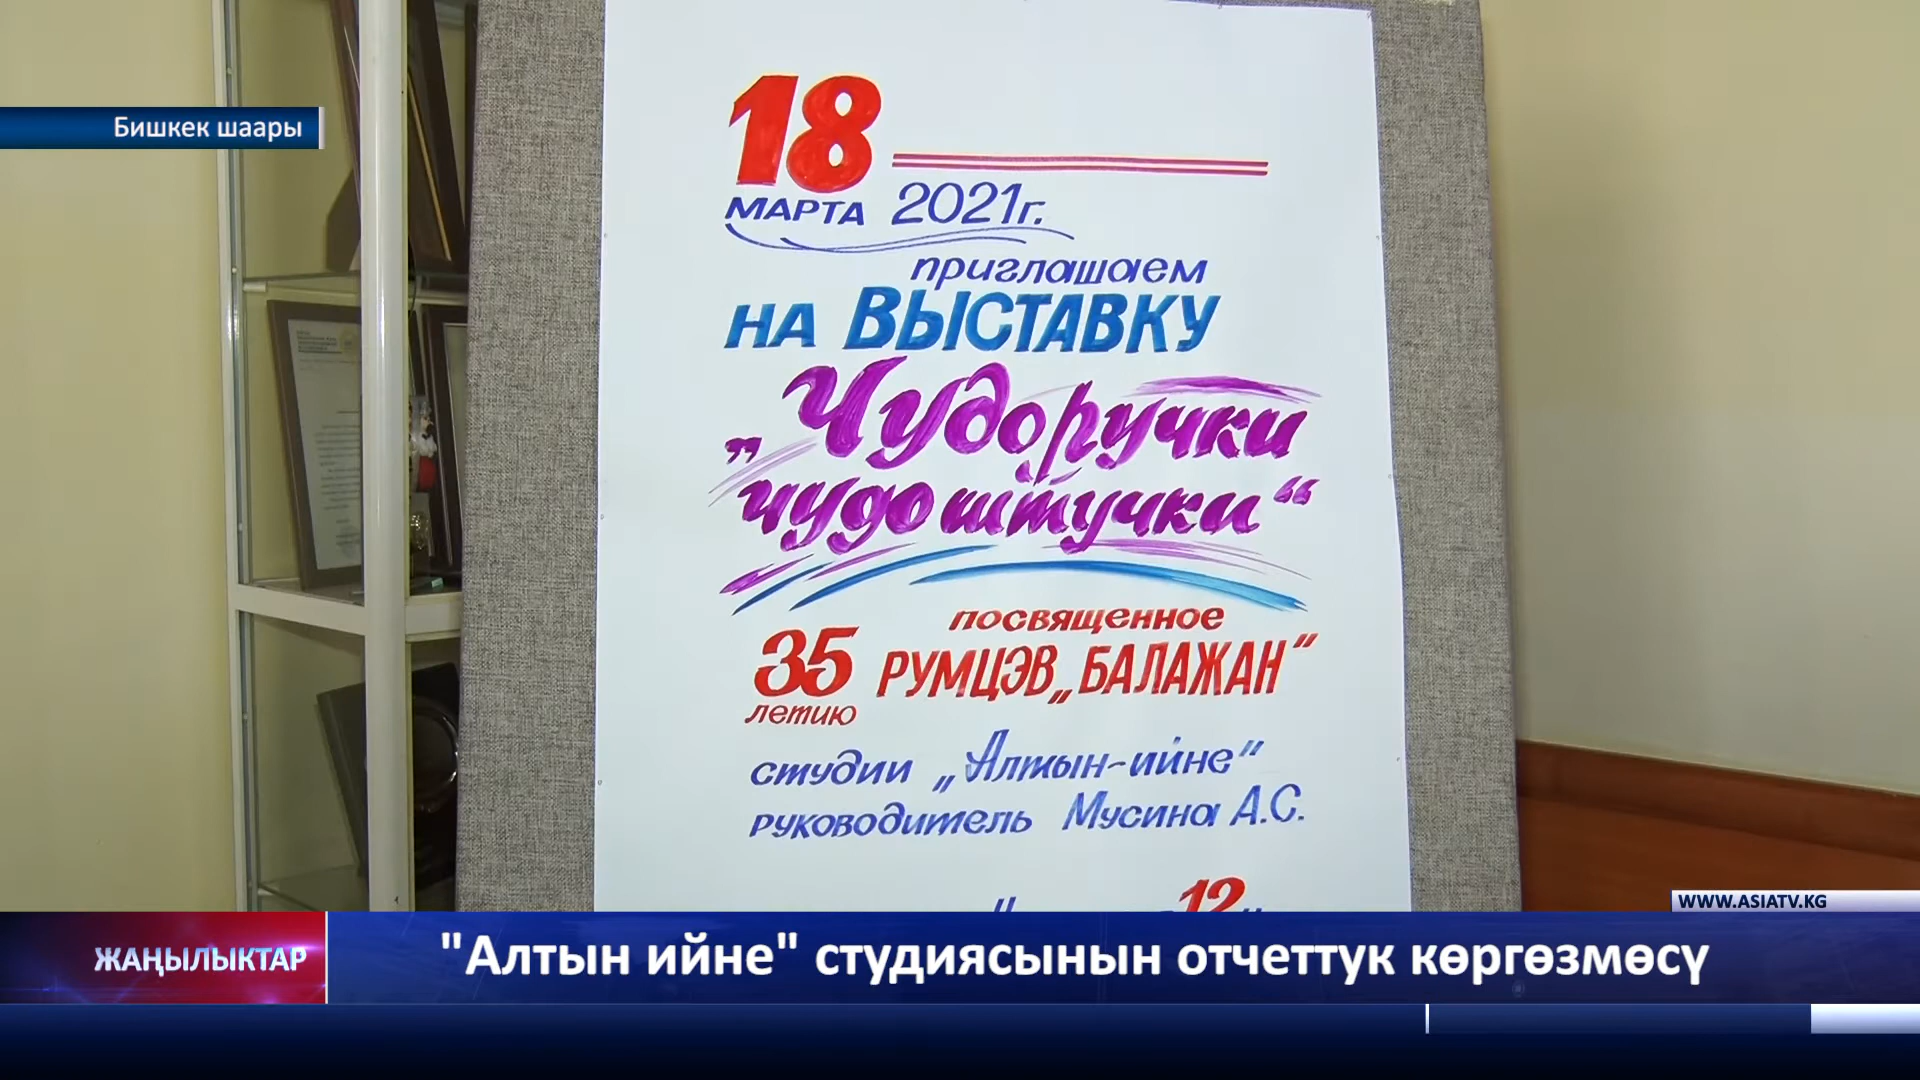 Бишкек шаары
18
МАРТА 2021г.
приглашаем
НА ВЫСТАВКУ
„Чудоручки
чудоштучки“
посвященное
35 РУМЦЭВ „БАЛАЖАН"
летию
студии „Алтын-ийне"
руководитель Мусина А.С.
12
WWW.ASIATV.KG
ЖАҢЫЛЫКТАР
"Алтын ийне" студиясынын отчеттук көргөзмөсү